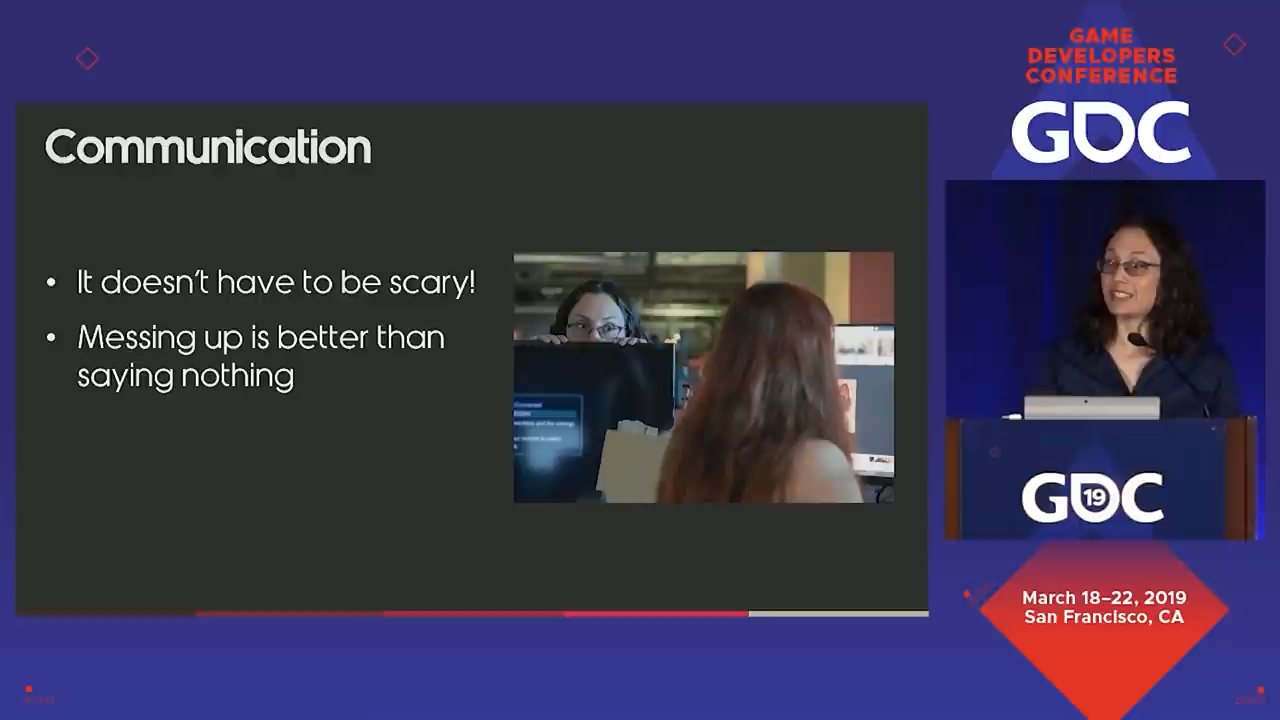 GAME
DEVELOPERS
CONFERENCE
GDC
Communication
• It doesn't have to be scary!
• Messing up is better than
saying nothing
GDC
19
March 18–22, 2019
San Francisco, CA